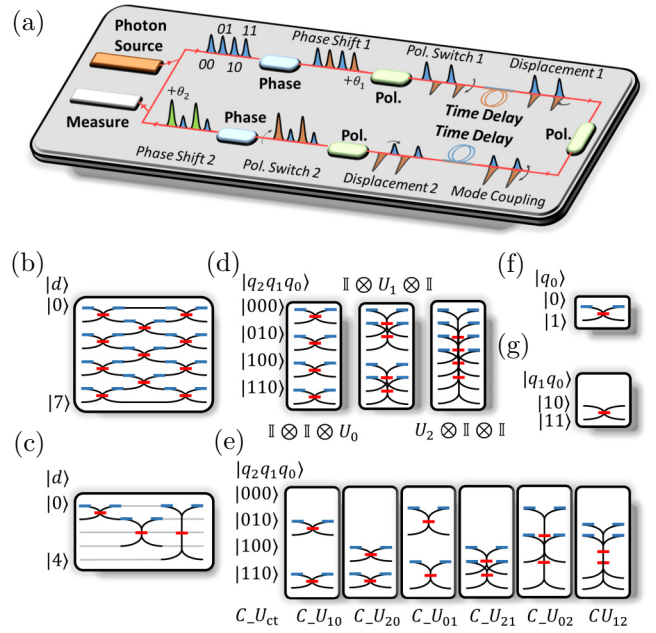 (a)
Photon
Source
01 11
00 10
Phase Shift 1
+θ₁
Phase
Pol. Switch 1
Pol.
Displacement 1
Time Delay
Time Delay
Pol.
+θ₂
Measure
Phase
Pol.
Phase Shift 2
Pol. Switch 2
Displacement 2
Mode Coupling
(b)
|d⟩
|0⟩
|7⟩
(c)
|d⟩
|0⟩
|4⟩
(d)
|q₂q₁q₀⟩
𝕀 ⊗ U₁ ⊗ 𝕀
|000⟩
|010⟩
|100⟩
|110⟩
𝕀 ⊗ 𝕀 ⊗ U₀
U₂ ⊗ 𝕀 ⊗ 𝕀
(f)
|q₀⟩
|0⟩
|1⟩
(g)
|q₁q₀⟩
|10⟩
|11⟩
(e)
|q₂q₁q₀⟩
|000⟩
|010⟩
|100⟩
|110⟩
C_U_ct C_U₁₀ C_U₂₀ C_U₀₁ C_U₂₁ C_U₀₂ CU₁₂